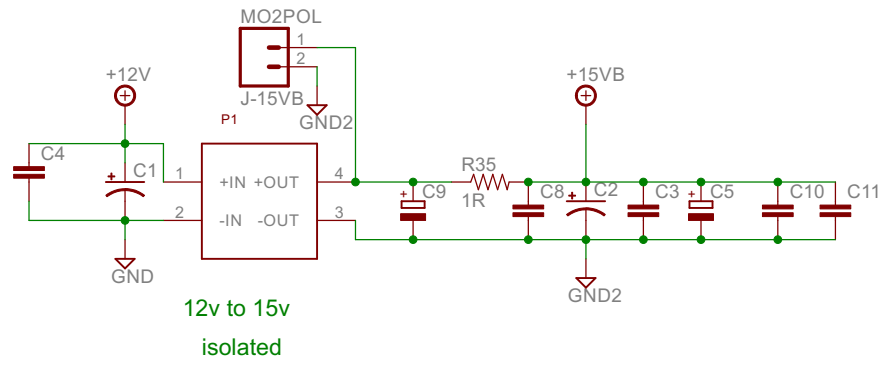 MO2POL
1
2
J-15VB
GND2
+12V
P1
C4
+
C1
1
+IN
+OUT
4
2
-IN
-OUT
3
GND
+15VB
R35
1R
+
C9
C8
+
C2
C3
+
C5
C10
C11
GND2
12v to 15v
isolated